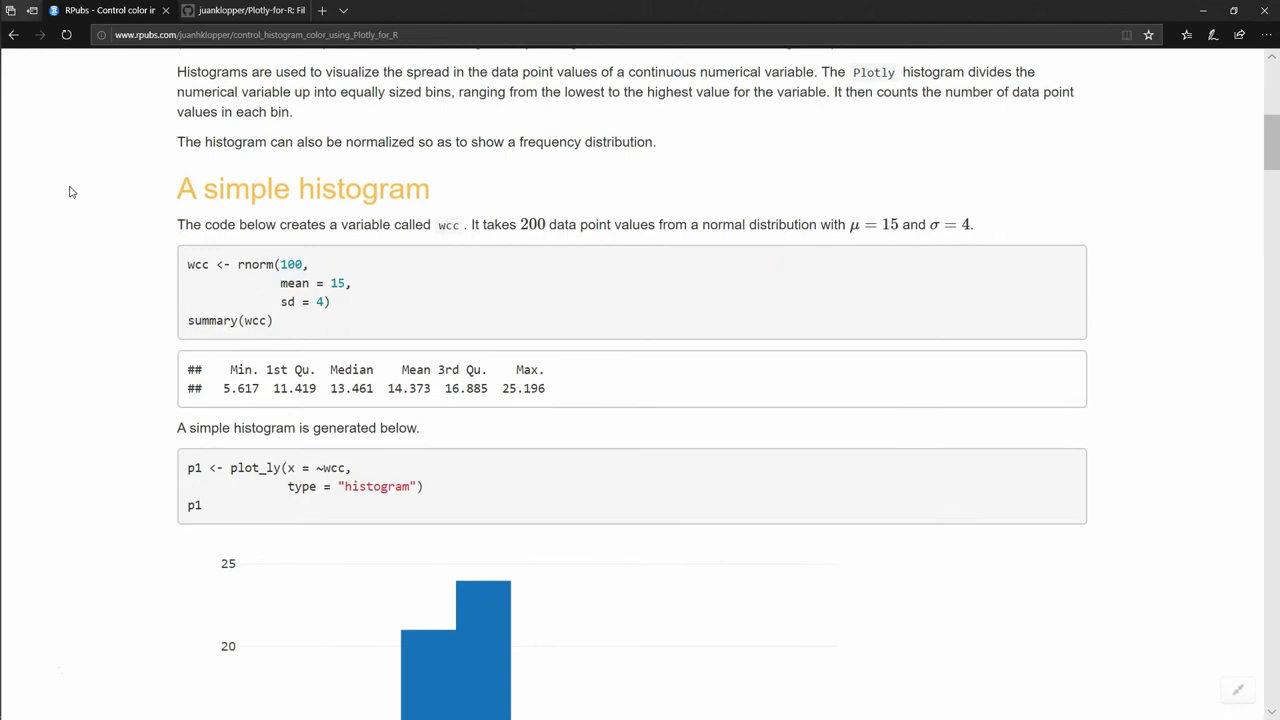 RPubs - Control color ir
juanklopper/Plotly-for-R: Fil
www.rpubs.com/juanhklopper/control_histogram_color_using_Plotly_for_R
Histograms are used to visualize the spread in the data point values of a continuous numerical variable. The Plotly histogram divides the
numerical variable up into equally sized bins, ranging from the lowest to the highest value for the variable. It then counts the number of data point
values in each bin.
The histogram can also be normalized so as to show a frequency distribution.
A simple histogram
The code below creates a variable called wcc . It takes 200 data point values from a normal distribution with μ = 15 and σ = 4.
wcc <- rnorm(100,
mean = 15,
sd = 4)
summary(wcc)
## Min. 1st Qu. Median Mean 3rd Qu. Max.
## 5.617 11.419 13.461 14.373 16.885 25.196
A simple histogram is generated below.
p1 <- plot_ly(x = ~wcc,
type = "histogram")
p1
25
20